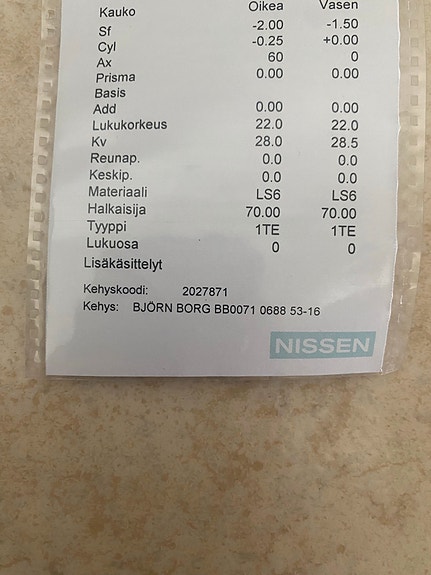 Kauko Oikea Vasen
Sf -2.00 -1.50
Cyl -0.25 +0.00
Ax 60 0
Prisma 0.00 0.00
Basis
Add 0.00 0.00
Lukukorkeus 22.0 22.0
Kv 28.0 28.5
Reunap. 0.0 0.0
Keskip. 0.0 0.0
Materiaali LS6 LS6
Halkaisija 70.00 70.00
Tyyppi 1TE 1TE
Lukuosa 0 0
Lisäkäsittelyt
Kehyskoodi: 2027871
Kehys: BJÖRN BORG BB0071 0688 53-16
NISSEN